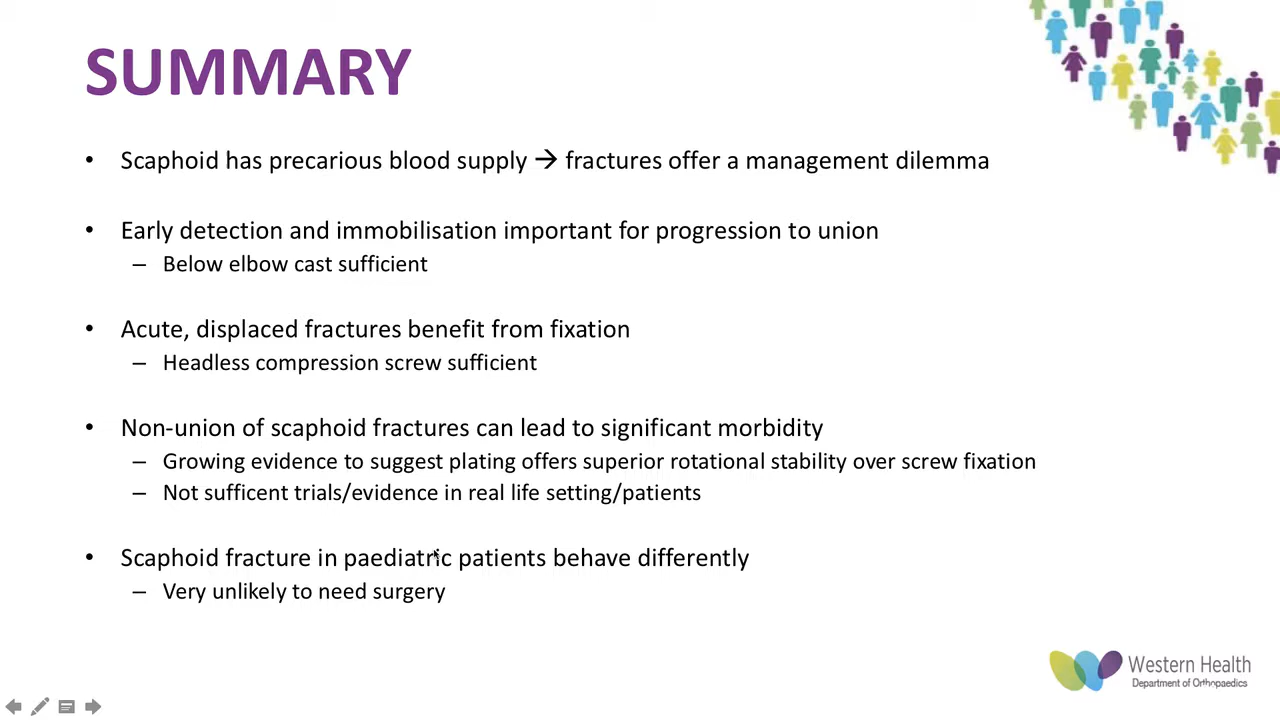 SUMMARY
• Scaphoid has precarious blood supply → fractures offer a management dilemma
• Early detection and immobilisation important for progression to union
– Below elbow cast sufficient
• Acute, displaced fractures benefit from fixation
– Headless compression screw sufficient
• Non-union of scaphoid fractures can lead to significant morbidity
– Growing evidence to suggest plating offers superior rotational stability over screw fixation
– Not sufficent trials/evidence in real life setting/patients
• Scaphoid fracture in paediatric patients behave differently
– Very unlikely to need surgery
Western Health
Department of Orthopaedics